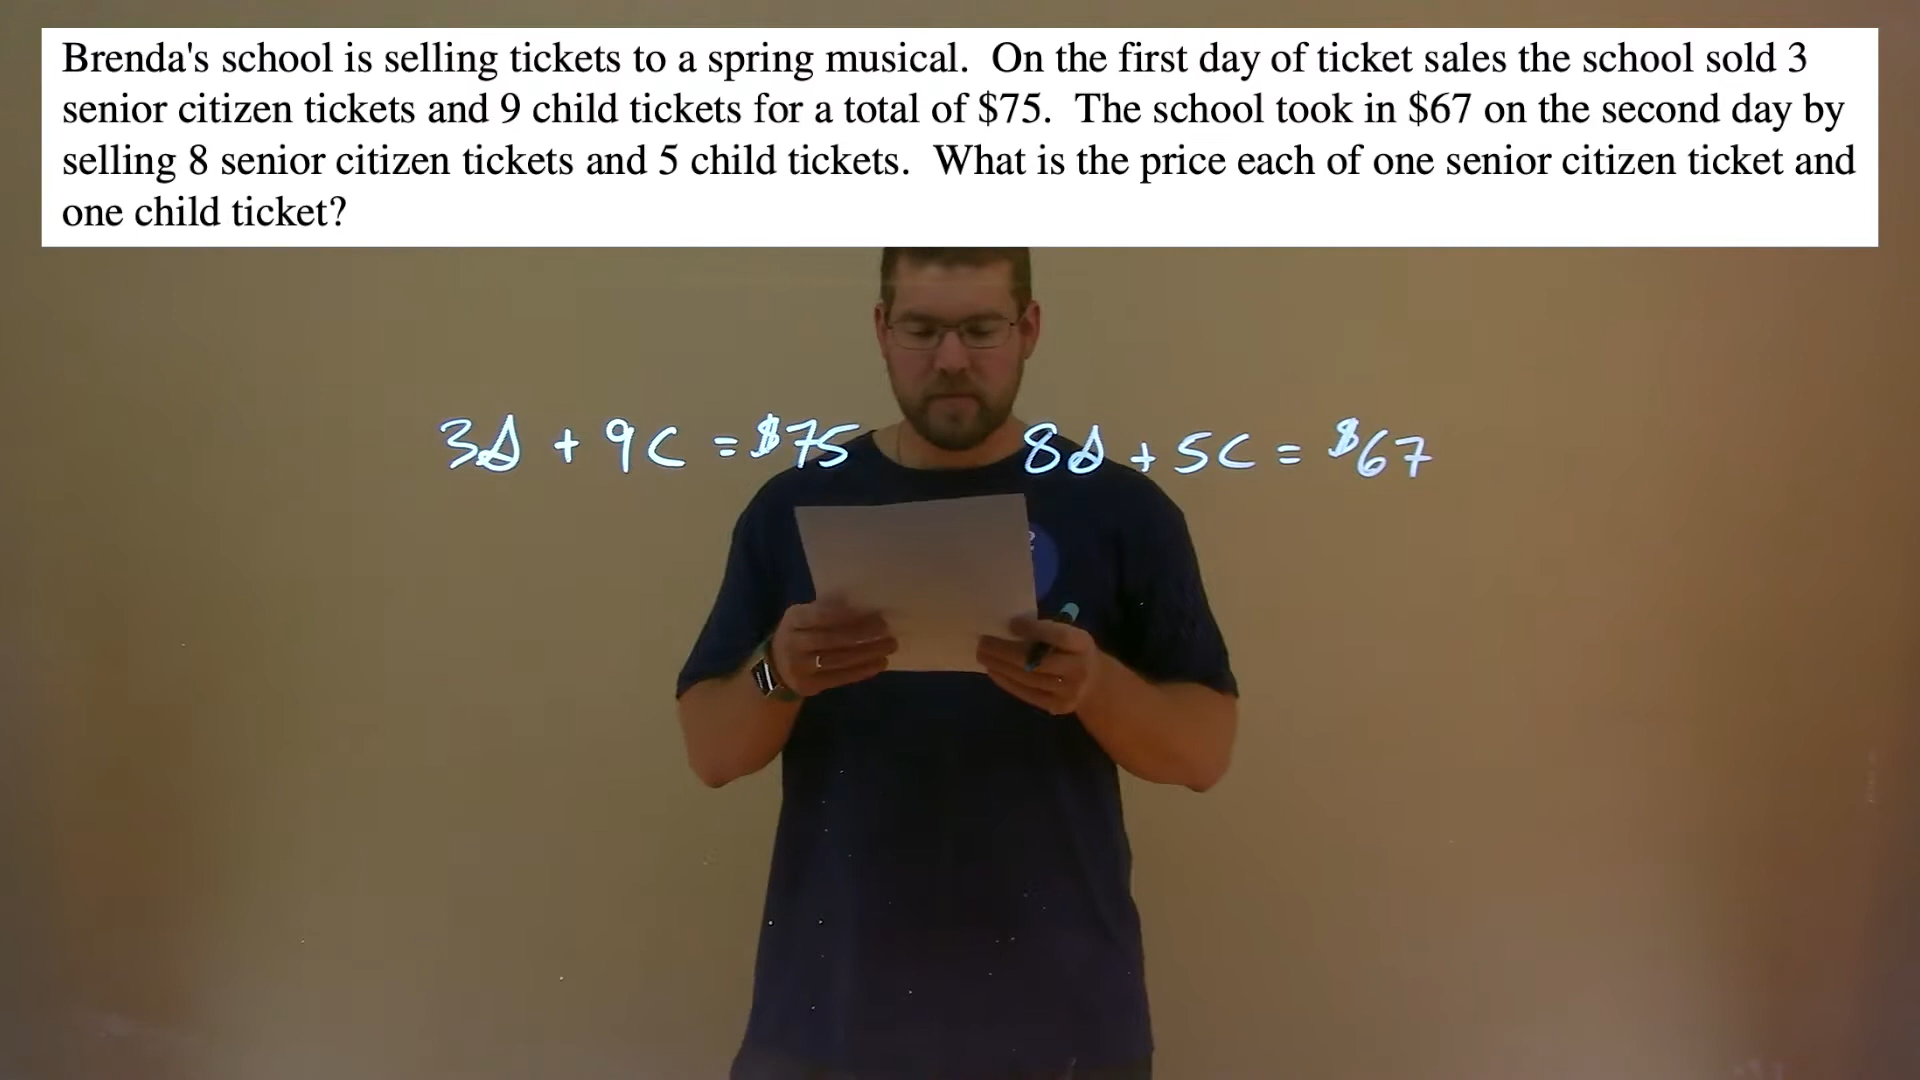 Brenda's school is selling tickets to a spring musical.  On the first day of ticket sales the school sold 3
senior citizen tickets and 9 child tickets for a total of $75.  The school took in $67 on the second day by
selling 8 senior citizen tickets and 5 child tickets.  What is the price each of one senior citizen ticket and
one child ticket?
3s + 9c = $75 8s + 5c = $67